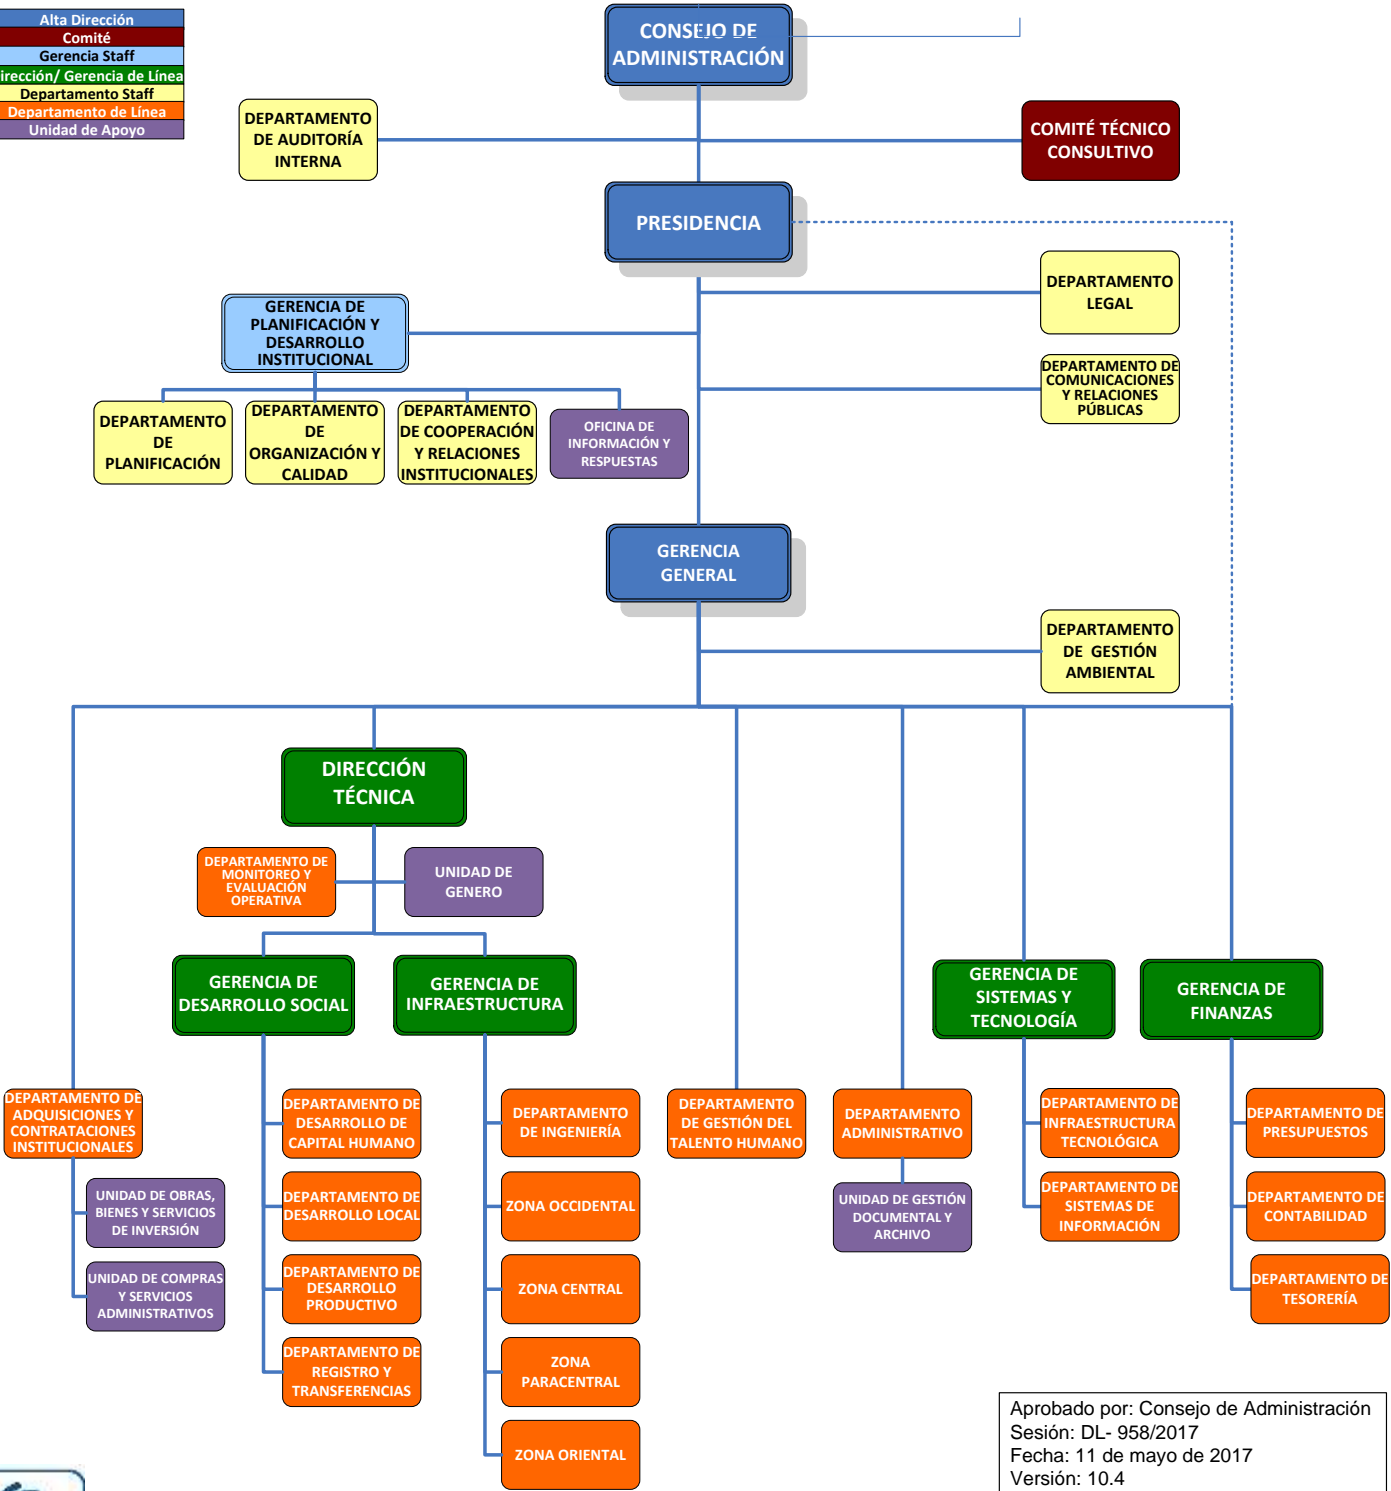 Alta Dirección
Comité
Gerencia Staff
irección/ Gerencia de Línea
Departamento Staff
Departamento de Línea
Unidad de Apoyo
CONSEJO DE
ADMINISTRACIÓN
DEPARTAMENTO
DE AUDITORÍA
INTERNA
COMITÉ TÉCNICO
CONSULTIVO
PRESIDENCIA
DEPARTAMENTO
LEGAL
GERENCIA DE
PLANIFICACIÓN Y
DESARROLLO
INSTITUCIONAL
DEPARTAMENTO DE
COMUNICACIONES
Y RELACIONES
PÚBLICAS
DEPARTAMENTO
DE
PLANIFICACIÓN
DEPARTAMENTO
DE
ORGANIZACIÓN Y
CALIDAD
DEPARTAMENTO
DE COOPERACIÓN
Y RELACIONES
INSTITUCIONALES
OFICINA DE
INFORMACIÓN Y
RESPUESTAS
GERENCIA
GENERAL
DEPARTAMENTO
DE GESTIÓN
AMBIENTAL
DIRECCIÓN
TÉCNICA
DEPARTAMENTO DE
MONITOREO Y
EVALUACIÓN
OPERATIVA
UNIDAD DE
GENERO
GERENCIA DE
DESARROLLO SOCIAL
GERENCIA DE
INFRAESTRUCTURA
GERENCIA DE
SISTEMAS Y
TECNOLOGÍA
GERENCIA DE
FINANZAS
DEPARTAMENTO DE
ADQUISICIONES Y
CONTRATACIONES
INSTITUCIONALES
UNIDAD DE OBRAS,
BIENES Y SERVICIOS
DE INVERSIÓN
UNIDAD DE COMPRAS
Y SERVICIOS
ADMINISTRATIVOS
DEPARTAMENTO DE
DESARROLLO DE
CAPITAL HUMANO
DEPARTAMENTO DE
DESARROLLO LOCAL
DEPARTAMENTO DE
DESARROLLO
PRODUCTIVO
DEPARTAMENTO DE
REGISTRO Y
TRANSFERENCIAS
DEPARTAMENTO
DE INGENIERÍA
ZONA OCCIDENTAL
ZONA CENTRAL
ZONA
PARACENTRAL
ZONA ORIENTAL
DEPARTAMENTO
DE GESTIÓN DEL
TALENTO HUMANO
DEPARTAMENTO
ADMINISTRATIVO
UNIDAD DE GESTIÓN
DOCUMENTAL Y
ARCHIVO
DEPARTAMENTO DE
INFRAESTRUCTURA
TECNOLÓGICA
DEPARTAMENTO DE
SISTEMAS DE
INFORMACIÓN
DEPARTAMENTO DE
PRESUPUESTOS
DEPARTAMENTO DE
CONTABILIDAD
DEPARTAMENTO DE
TESORERÍA
Aprobado por: Consejo de Administración
Sesión: DL- 958/2017
Fecha: 11 de mayo de 2017
Versión: 10.4